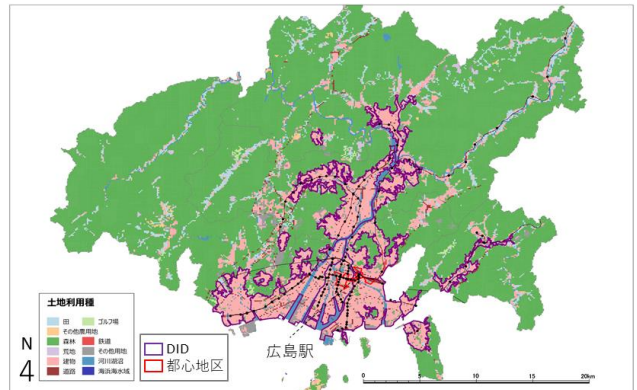 土地利用種
田
ゴルフ場
その他農用地
森林
鉄道
荒地
その他用地
建物
河川湖沼
道路
海浜海水域
DID
都心地区
広島駅
N
4
0
5
10
20km